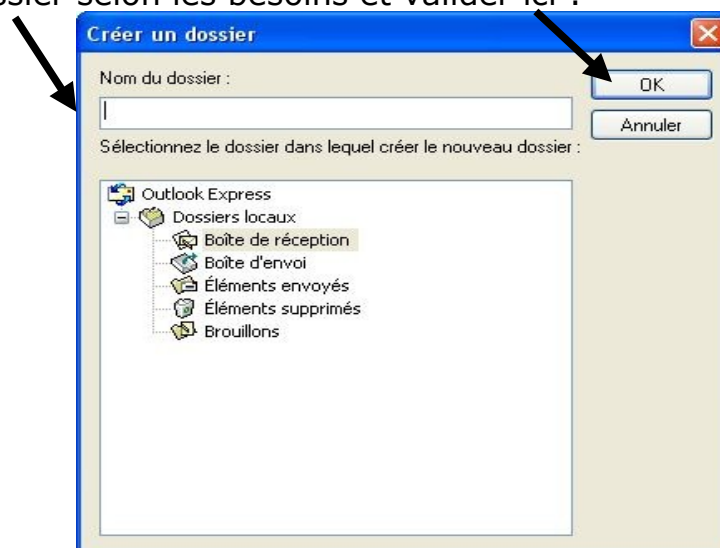 ssier selon les besoins et valider ici :
Créer un dossier
Nom du dossier :
OK
Annuler
Sélectionnez le dossier dans lequel créer le nouveau dossier :
Outlook Express
Dossiers locaux
Boîte de réception
Boîte d'envoi
Éléments envoyés
Éléments supprimés
Brouillons